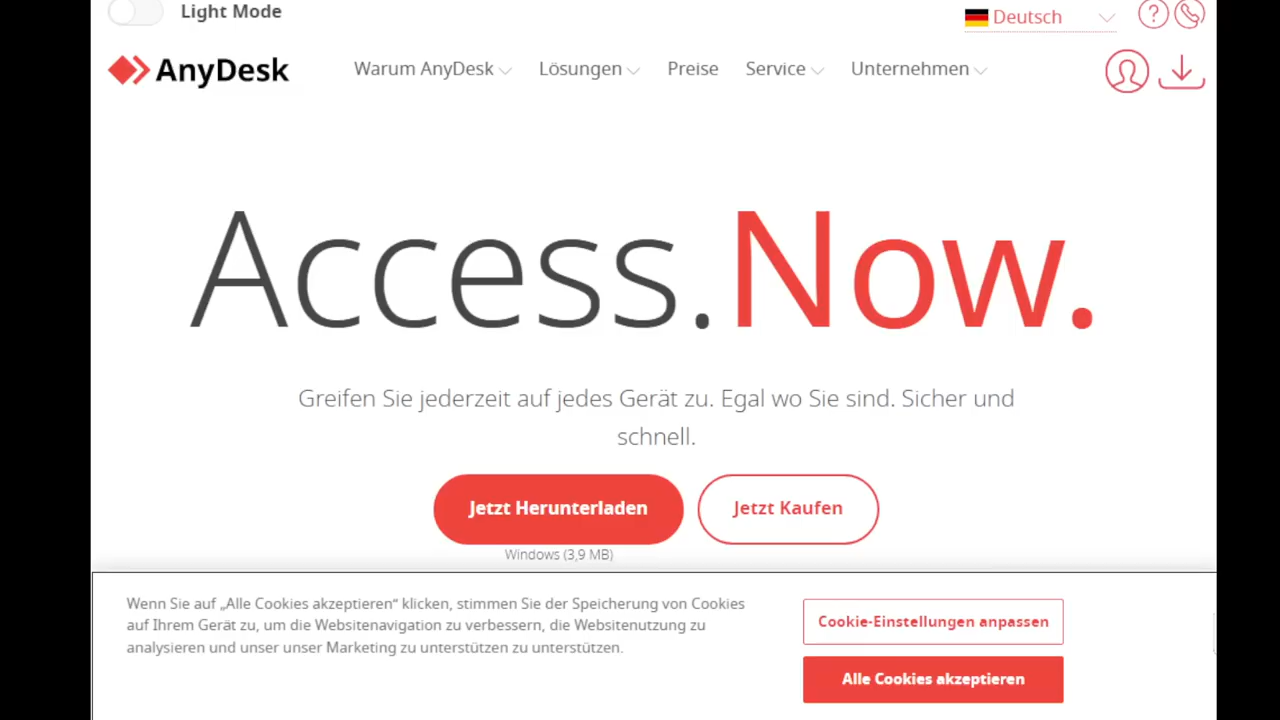 Light Mode
Deutsch
AnyDesk
Warum AnyDesk Lösungen Preise Service Unternehmen
Access.Now.
Greifen Sie jederzeit auf jedes Gerät zu. Egal wo Sie sind. Sicher und
schnell.
Jetzt Herunterladen
Jetzt Kaufen
Windows (3,9 MB)
Wenn Sie auf „Alle Cookies akzeptieren“ klicken, stimmen Sie der Speicherung von Cookies
auf Ihrem Gerät zu, um die Websitenavigation zu verbessern, die Websitenutzung zu
analysieren und unser unser Marketing zu unterstützen zu unterstützen.
Cookie-Einstellungen anpassen
Alle Cookies akzeptieren